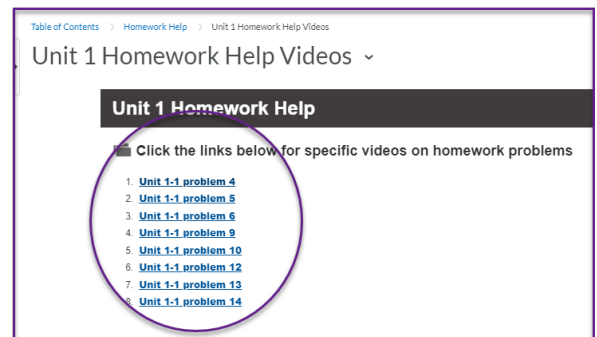 Table of Contents > Homework Help > Unit 1 Homework Help Videos
Unit 1 Homework Help Videos
Unit 1 Homework Help
Click the links below for specific videos on homework problems
1. Unit 1-1 problem 4
2. Unit 1-1 problem 5
3. Unit 1-1 problem 6
4. Unit 1-1 problem 9
5. Unit 1-1 problem 10
6. Unit 1-1 problem 12
7. Unit 1-1 problem 13
8. Unit 1-1 problem 14